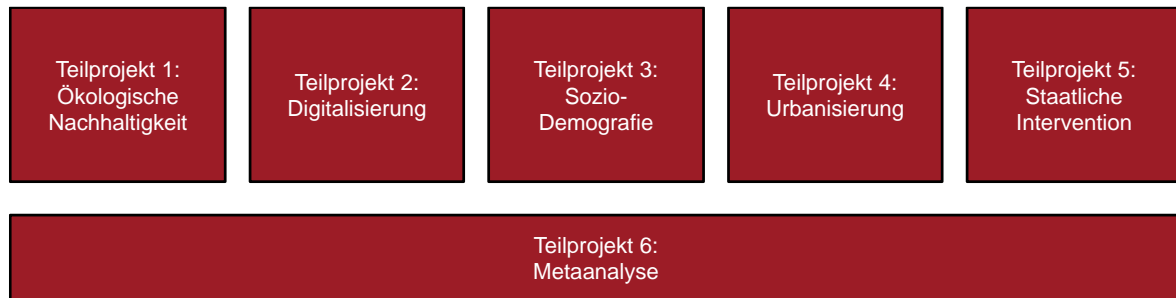 Teilprojekt 1:
Ökologische
Nachhaltigkeit
Teilprojekt 2:
Digitalisierung
Teilprojekt 3:
Sozio-
Demografie
Teilprojekt 4:
Urbanisierung
Teilprojekt 5:
Staatliche
Intervention
Teilprojekt 6:
Metaanalyse